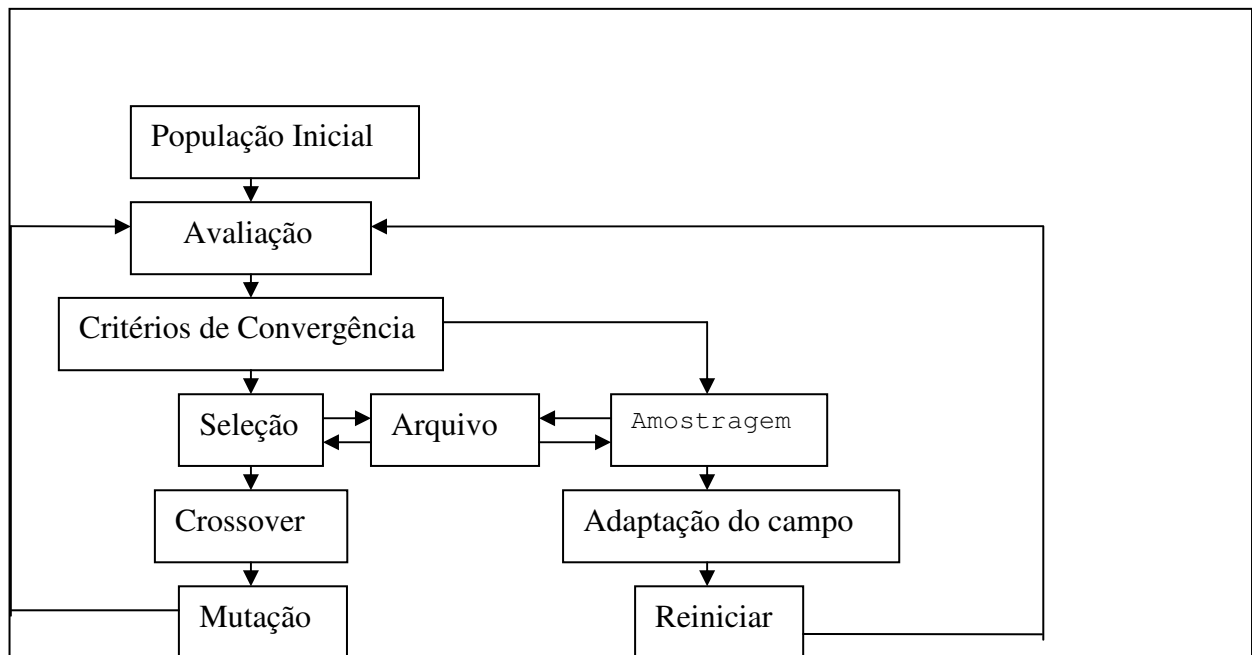 População Inicial
Avaliação
Critérios de Convergência
Seleção
Arquivo
Amostragem
Crossover
Adaptação do campo
Mutação
Reiniciar